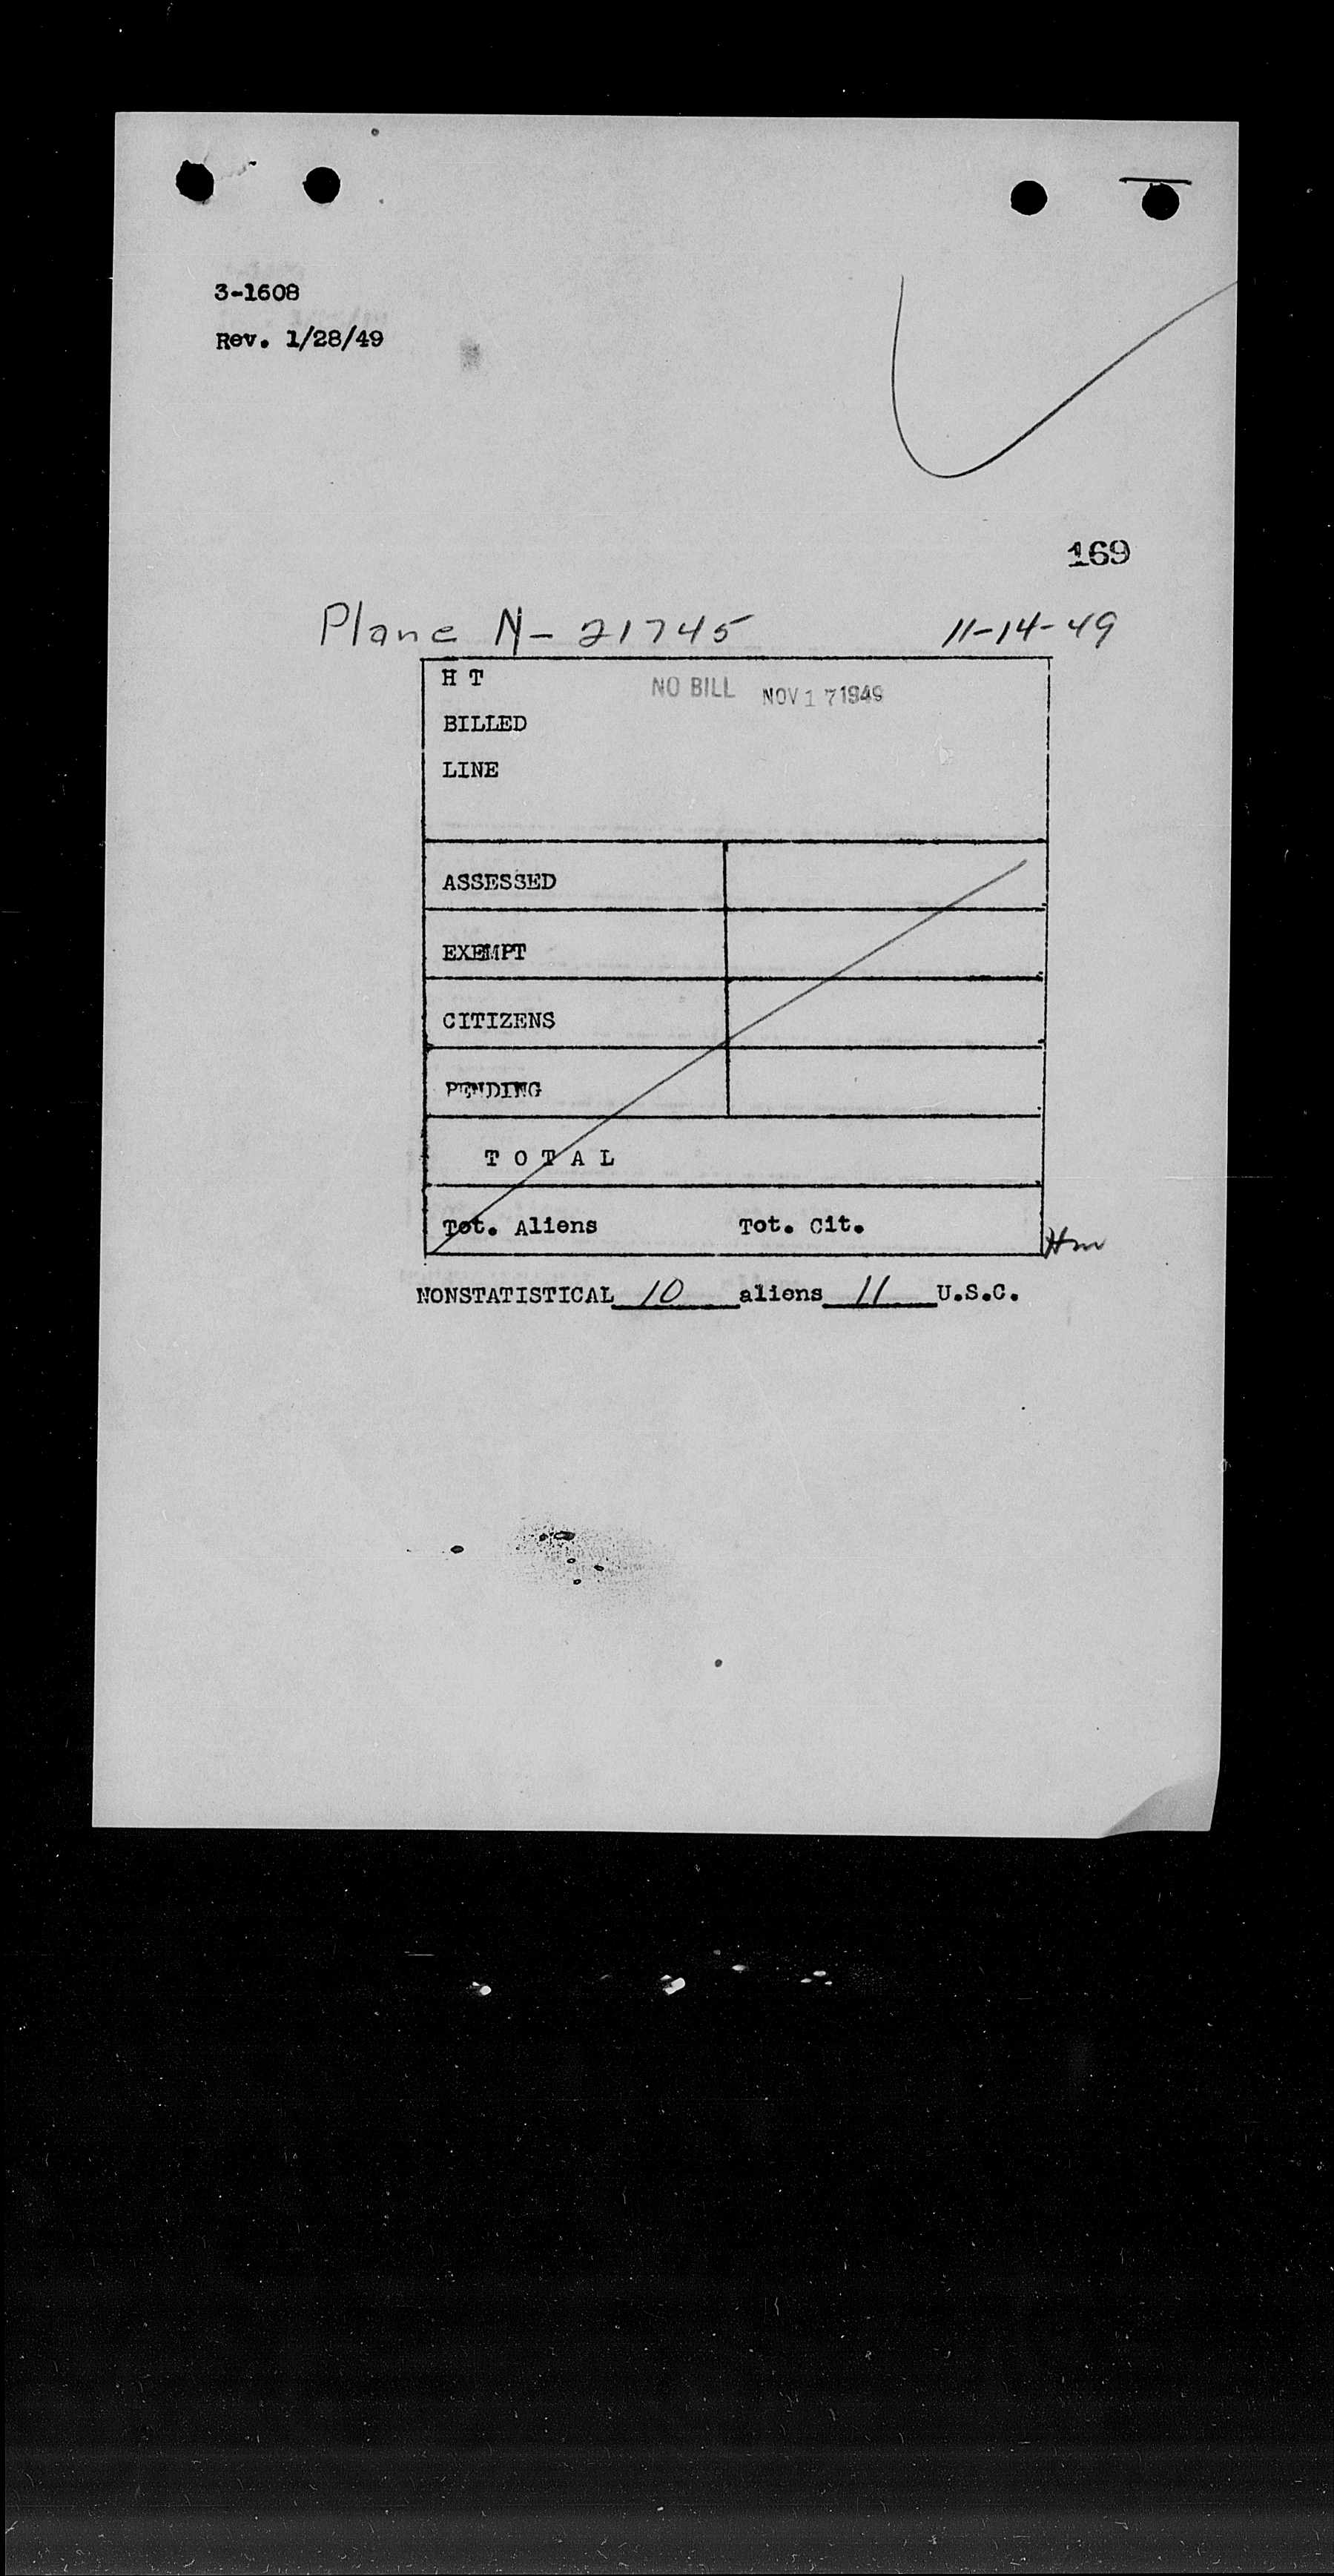 3-1608
Rev. 1/28/49
169
Plane N-21745 11-14-49
H T
NO BILL NOV 17 1949
BILLED
LINE
ASSESSED
EXEMPT
CITIZENS
PENDING
T O T A L
Tot. Aliens Tot. Cit.
Hm
NONSTATISTICAL 10 aliens 11 U.S.C.